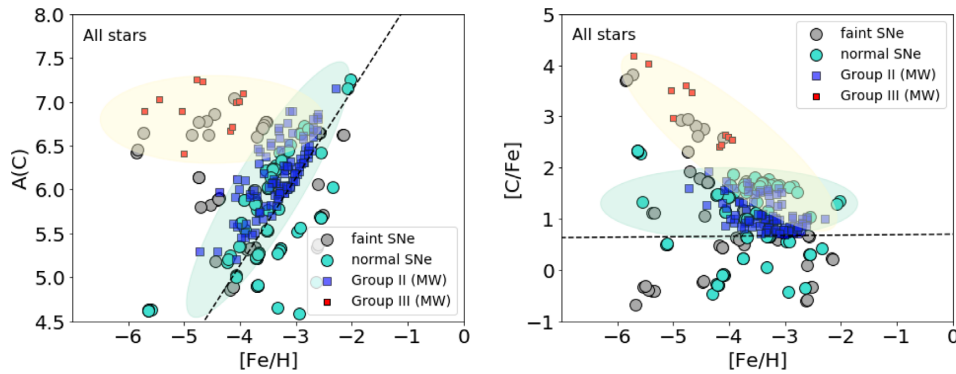 All stars
8.0
7.5
7.0
6.5
6.0
5.5
5.0
4.5
A(C)
−6
−5
−4
−3
−2
−1
0
[Fe/H]
faint SNe
normal SNe
Group II (MW)
Group III (MW)
All stars
5
4
3
2
1
0
−1
[C/Fe]
−6
−5
−4
−3
−2
−1
0
[Fe/H]
faint SNe
normal SNe
Group II (MW)
Group III (MW)